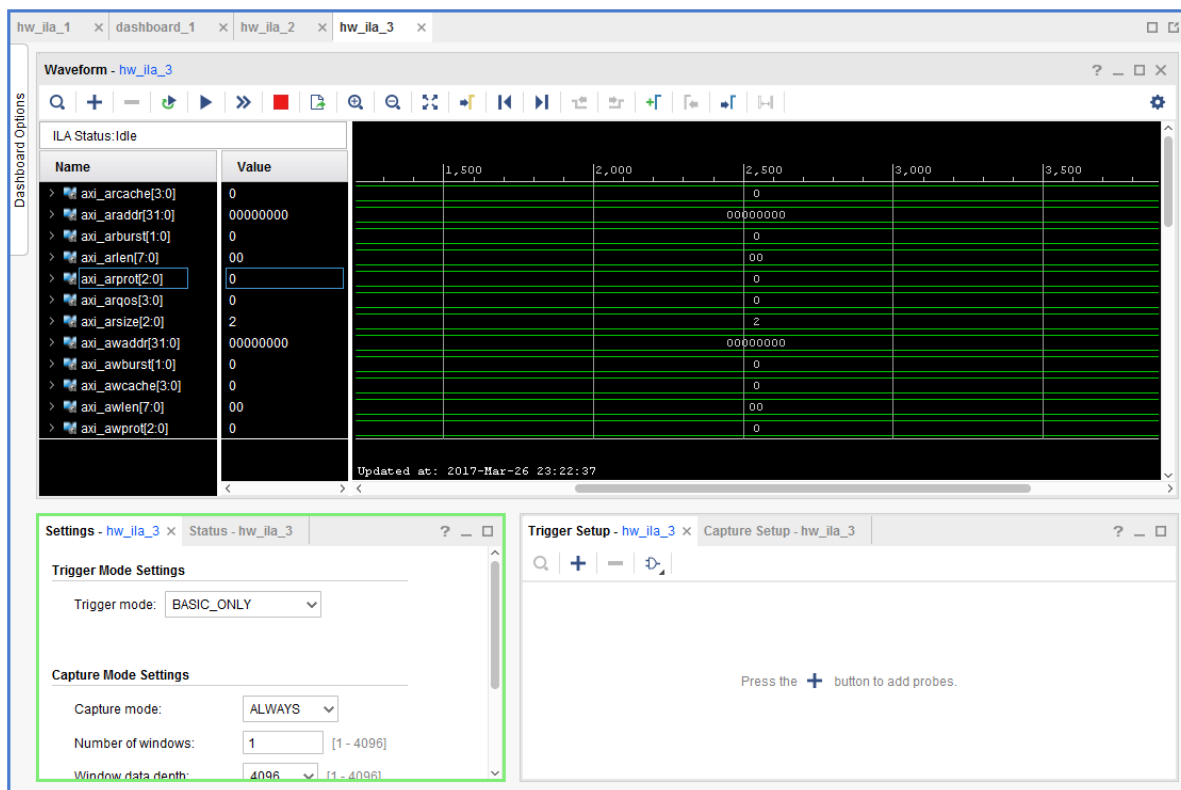 hw_ila_1 × dashboard_1 × hw_ila_2 × hw_ila_3 ×
Dashboard Options
Waveform - hw_ila_3
ILA Status:Idle
Name Value
1,500 2,000 2,500 3,000 3,500
axi_arcache[3:0] 0 0
axi_araddr[31:0] 00000000 00000000
axi_arburst[1:0] 0 0
axi_arlen[7:0] 00 00
axi_arprot[2:0] 0 0
axi_arqos[3:0] 0 0
axi_arsize[2:0] 2 2
axi_awaddr[31:0] 00000000 00000000
axi_awburst[1:0] 0 0
axi_awcache[3:0] 0 0
axi_awlen[7:0] 00 00
axi_awprot[2:0] 0 0
Updated at: 2017-Mar-26 23:22:37
Settings - hw_ila_3 × Status - hw_ila_3
Trigger Mode Settings
Trigger mode: BASIC_ONLY
Capture Mode Settings
Capture mode: ALWAYS
Number of windows: 1 [1 - 4096]
Window data depth: 4096 [1 - 4096]
Trigger Setup - hw_ila_3 × Capture Setup - hw_ila_3
Press the + button to add probes.